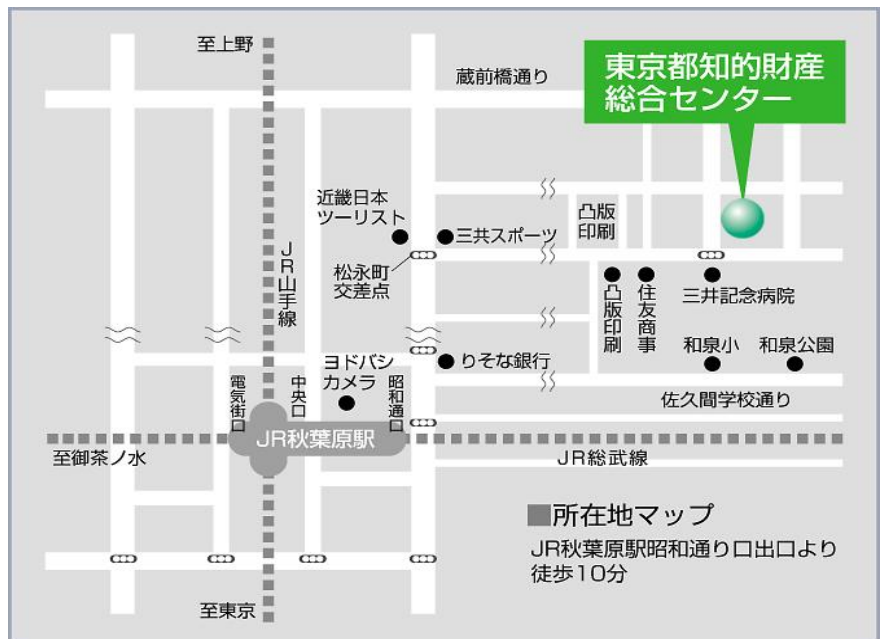 至上野
蔵前橋通り
東京都知的財産
総合センター
近畿日本
ツーリスト
三共スポーツ
凸版
印刷
JR山手線
松永町
交差点
凸版印刷
住友商事
三井記念病院
ヨドバシ
カメラ
りそな銀行
和泉小
和泉公園
電気街口
中央口
昭和通口
佐久間学校通り
JR秋葉原駅
至御茶ノ水
JR総武線
■所在地マップ
JR秋葉原駅昭和通り口出口より
徒歩10分
至東京